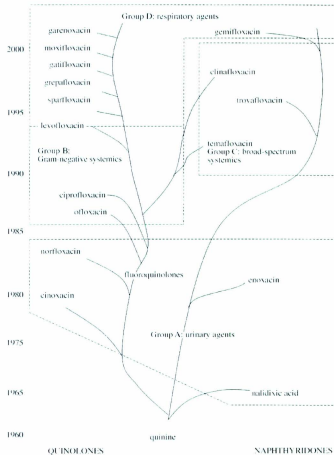 Group D: respiratory agents
garenoxacin
gemifloxacin
2000
moxifloxacin
gatifloxacin
clinafloxacin
grepafloxacin
sparfloxacin
trovafloxacin
1995
levofloxacin
temafloxacin
Group B:
Gram negative systemics
Group C: broad-spectrum
systemics
1990
ciprofloxacin
ofloxacin
1985
norfloxacin
fluoroquinolones
enoxacin
1980
cinoxacin
Group A: urinary agents
1975
1965
nalidixic acid
1960
quinine
QUINOLONES
NAPHTHYRIDONES